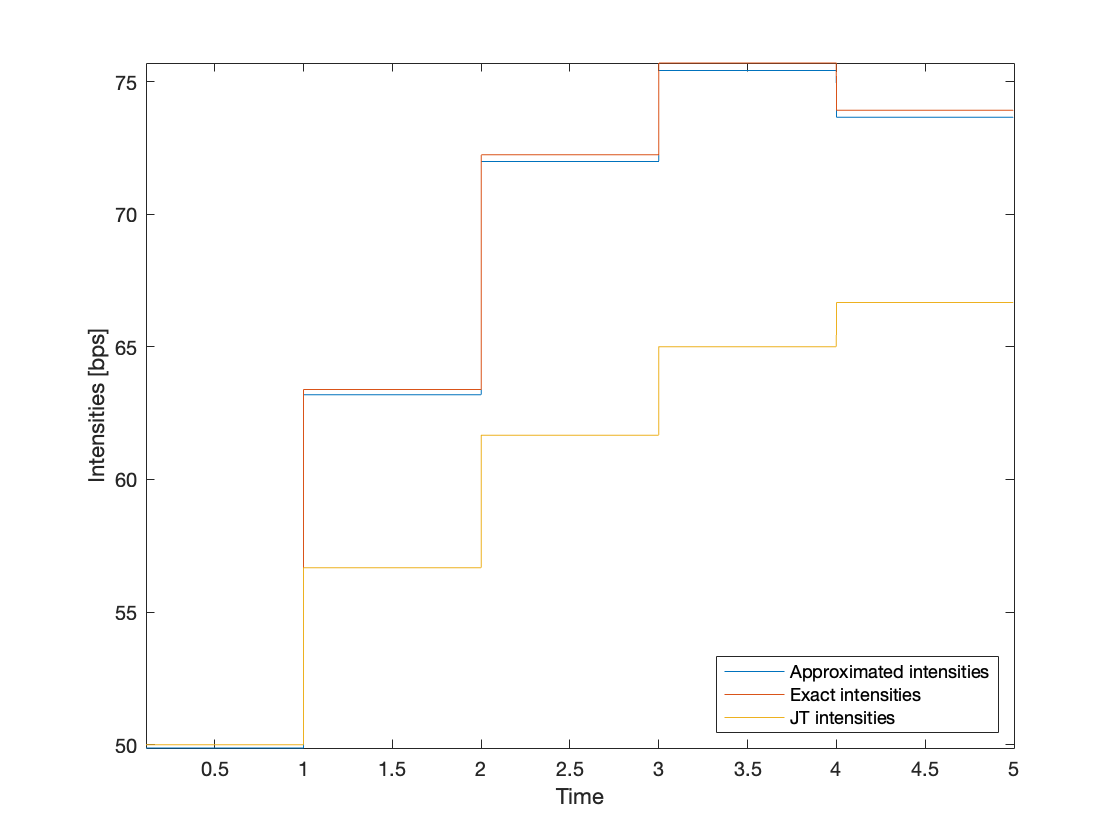 75
70
65
60
55
50
Intensities [bps]
0.5 1 1.5 2 2.5 3 3.5 4 4.5 5
Time
Approximated intensities
Exact intensities
JT intensities